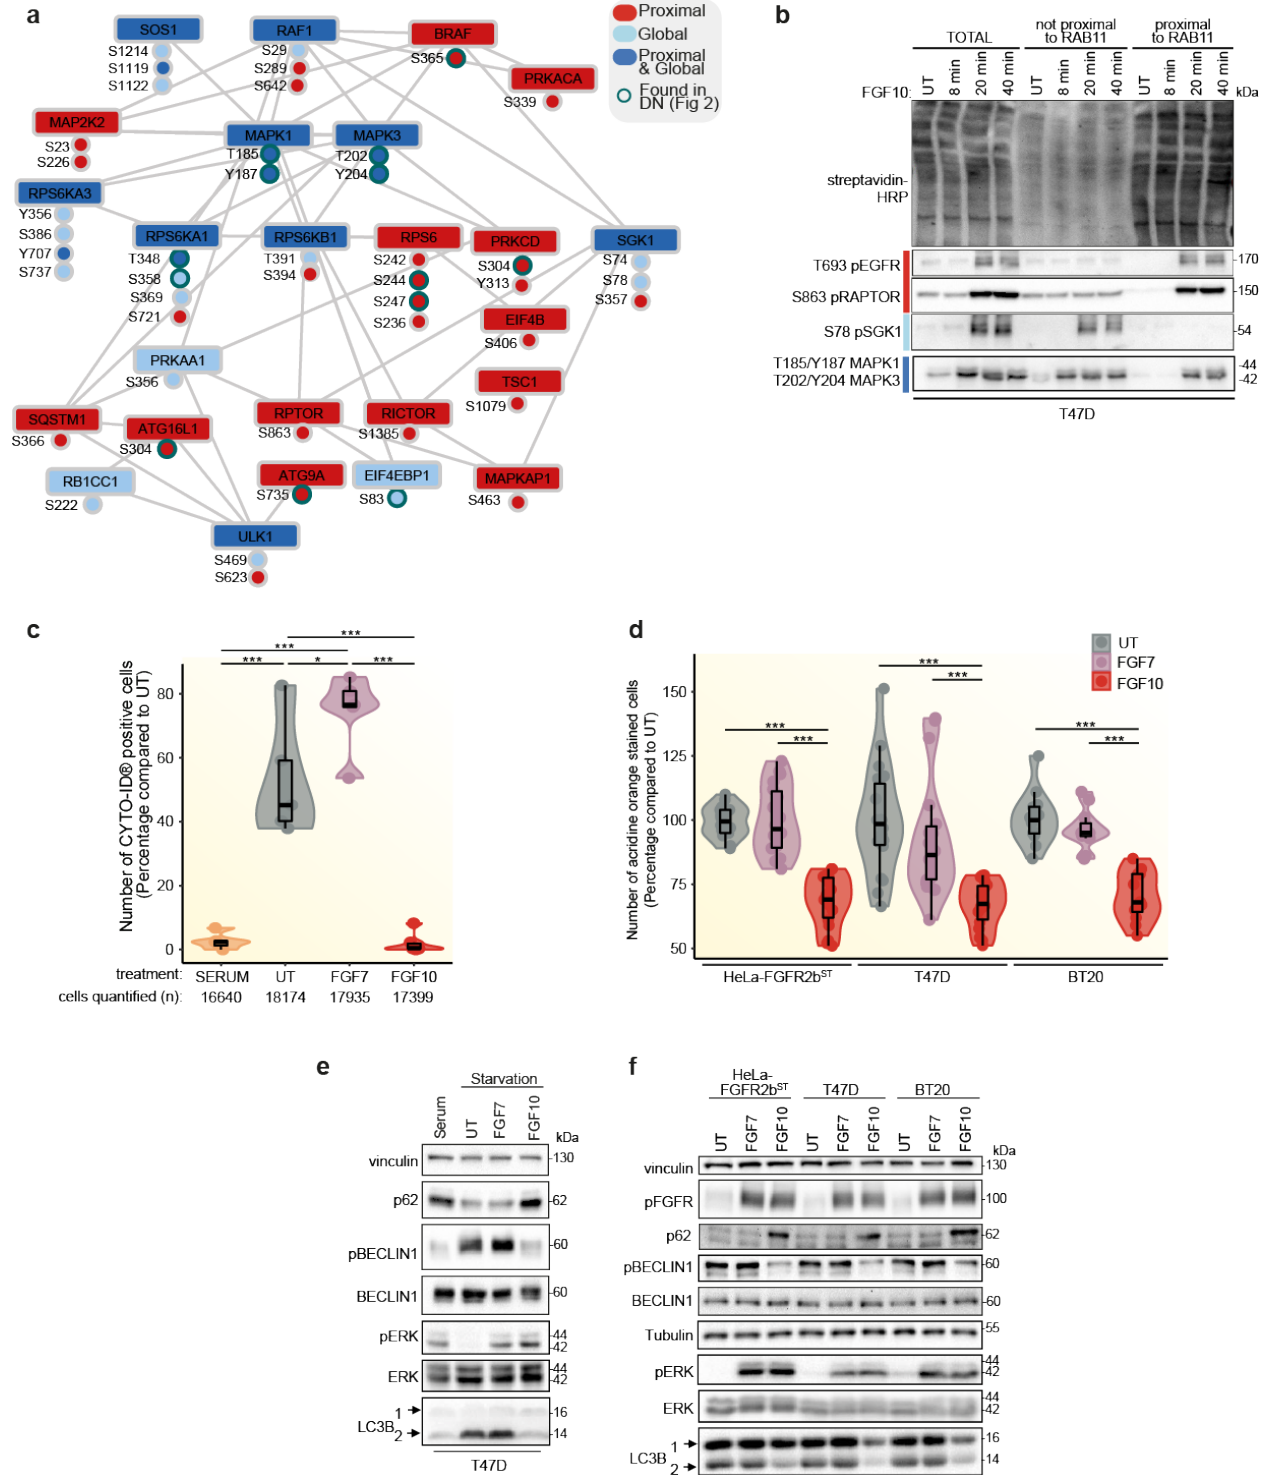 a
SOS1
S1214
S1119
S1122
RAF1
S29
S289
S642
BRAF
S365
PRKACA
S339
Proximal
Global
Proximal
& Global
Found in
DN (Fig 2)
MAP2K2
S23
S226
MAPK1
T185
Y187
MAPK3
T202
Y204
RPS6KA3
Y356
S386
Y707
S737
RPS6KA1
T348
S358
S369
S721
RPS6KB1
T391
S394
RPS6
S242
S244
S247
S236
PRKCD
S304
Y313
SGK1
S74
S78
S357
EIF4B
S406
PRKAA1
S356
TSC1
S1079
SQSTM1
S366
ATG16L1
S304
RPTOR
S863
RICTOR
S1385
RB1CC1
S222
ATG9A
S735
EIF4EBP1
S83
MAPKAP1
S463
ULK1
S469
S623
b
TOTAL
not proximal
to RAB11
proximal
to RAB11
FGF10:
UT
8 min
20 min
40 min
UT
8 min
20 min
40 min
UT
8 min
20 min
40 min
kDa
streptavidin-
HRP
T693 pEGFR
170
S863 pRAPTOR
150
S78 pSGK1
54
T185/Y187 MAPK1
T202/Y204 MAPK3
44
42
T47D
c
Number of CYTO-ID® positive cells
(Percentage compared to UT)
80
60
40
20
0
***
***
***
*
***
treatment:
SERUM
UT
FGF7
FGF10
cells quantified (n):
16640
18174
17935
17399
d
UT
FGF7
FGF10
Number of acridine orange stained cells
(Percentage compared to UT)
150
125
100
75
50
***
***
***
***
***
***
HeLa-FGFR2bST
T47D
BT20
e
Starvation
Serum
UT
FGF7
FGF10
kDa
vinculin
130
p62
62
pBECLIN1
60
BECLIN1
60
pERK
44
42
ERK
44
42
LC3B
1
2
16
14
T47D
f
HeLa-
FGFR2bST
T47D
BT20
UT
FGF7
FGF10
UT
FGF7
FGF10
UT
FGF7
FGF10
kDa
vinculin
130
pFGFR
100
p62
62
pBECLIN1
60
BECLIN1
60
Tubulin
55
pERK
44
42
ERK
44
42
LC3B
1
2
16
14